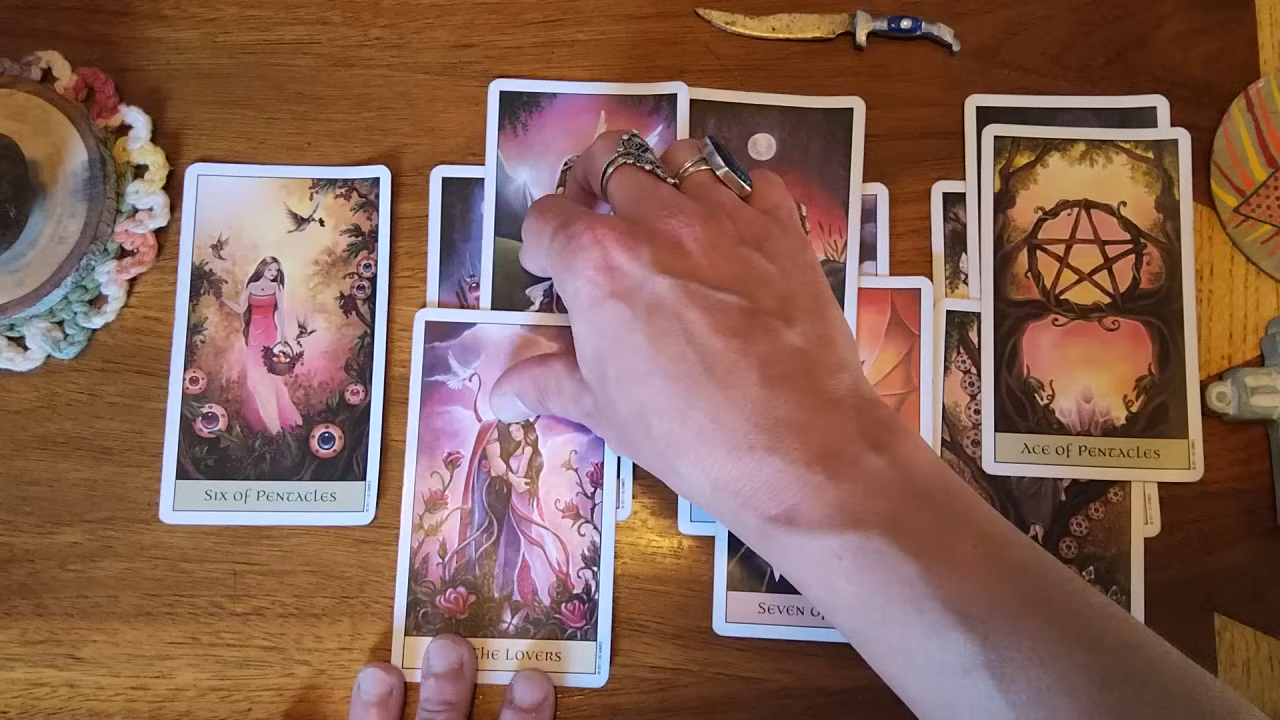 Six of Pentacles
The Lovers
Seven o
Ace of Pentacles